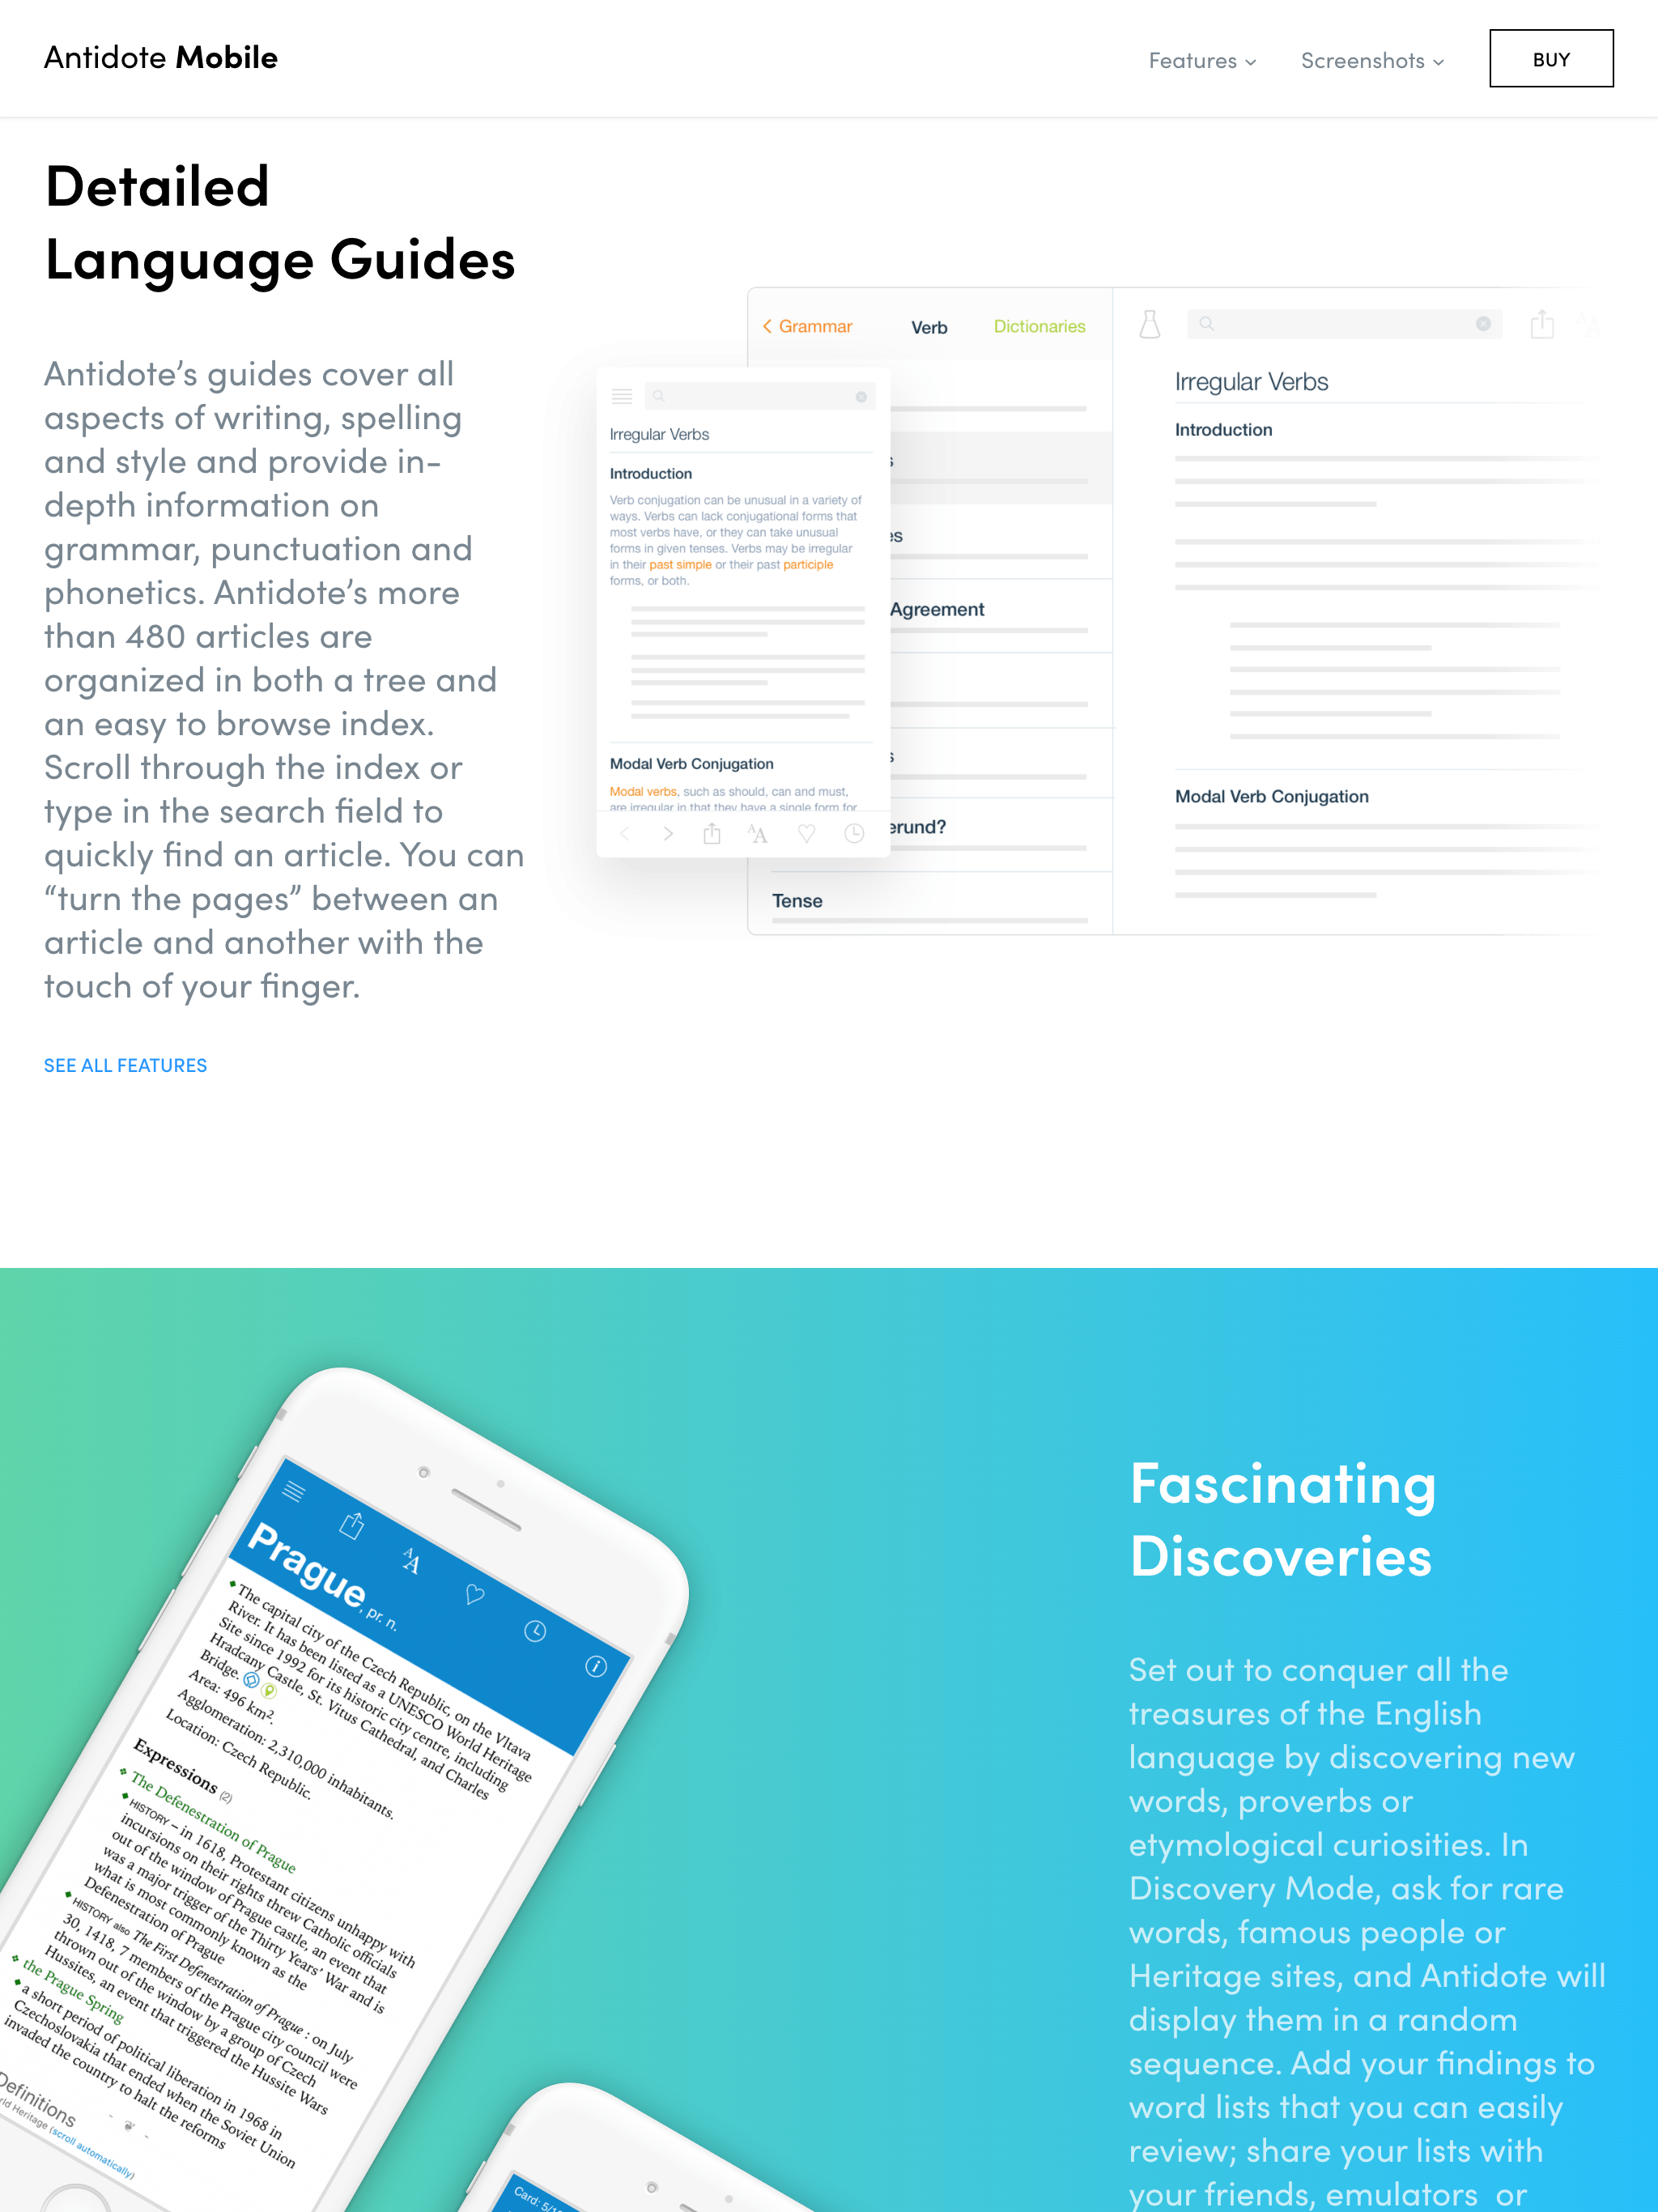 Antidote Mobile
Features
Screenshots
BUY
Detailed
Language Guides
Antidote’s guides cover all
aspects of writing, spelling
and style and provide in-
depth information on
grammar, punctuation and
phonetics. Antidote’s more
than 480 articles are
organized in both a tree and
an easy to browse index.
Scroll through the index or
type in the search field to
quickly find an article. You can
“turn the pages” between an
article and another with the
touch of your finger.
SEE ALL FEATURES
Irregular Verbs
Introduction
Verb conjugation can be unusual in a variety of
ways. Verbs can lack conjugational forms that
most verbs have, or they can take unusual
forms in given tenses. Verbs may be irregular
in their past simple or their past participle
forms, or both.
Modal Verb Conjugation
Modal verbs, such as should, can and must,
are irregular in that they have a single form for
Grammar
Verb
Dictionaries
Agreement
Tense
Irregular Verbs
Introduction
Modal Verb Conjugation
Prague, pr. n.
The capital city of the Czech Republic, on the Vltava
River. It has been listed as a UNESCO World Heritage
Site since 1992 for its historic city centre, including
Hradcany Castle, St. Vitus Cathedral, and Charles
Bridge.
Area: 496 km².
Agglomeration: 2,310,000 inhabitants.
Location: Czech Republic.
Expressions (2)
The Defenestration of Prague
HISTORY – in 1618, Protestant citizens unhappy with
incursions on their rights threw Catholic officials
out of the window of Prague castle, an event that
was a major trigger of the Thirty Years’ War and is
what is most commonly known as the
Defenestration of Prague
HISTORY also The First Defenestration of Prague : on July
30, 1418, 7 members of the Prague city council were
thrown out of the window by a group of Czech
Hussites, an event that triggered the Hussite Wars
the Prague Spring
a short period of political liberation in 1968 in
Czechoslovakia that ended when the Soviet Union
invaded the country to halt the reforms
Definitions
Heritage (scroll automatically)
Card:
Fascinating
Discoveries
Set out to conquer all the
treasures of the English
language by discovering new
words, proverbs or
etymological curiosities. In
Discovery Mode, ask for rare
words, famous people or
Heritage sites, and Antidote will
display them in a random
sequence. Add your findings to
word lists that you can easily
review; share your lists with
your friends, emulators or